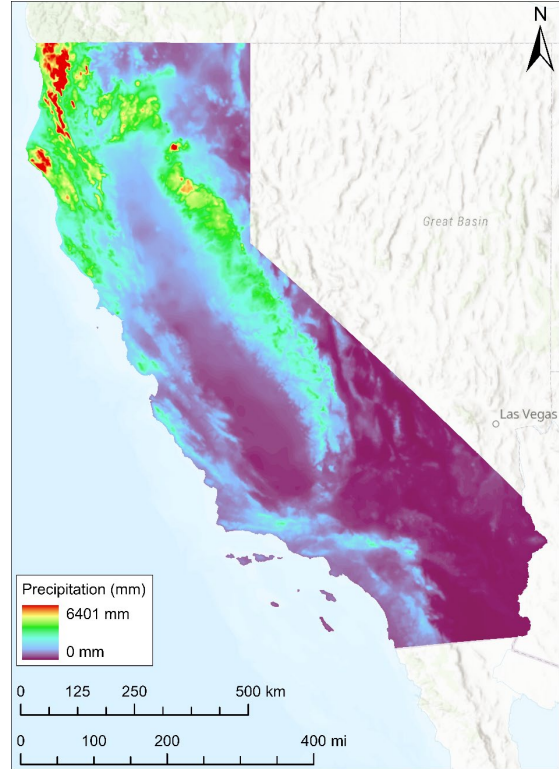 N
Great Basin
Las Vegas
Precipitation (mm)
6401 mm
0 mm
0 125 250 500 km
0 100 200 400 mi